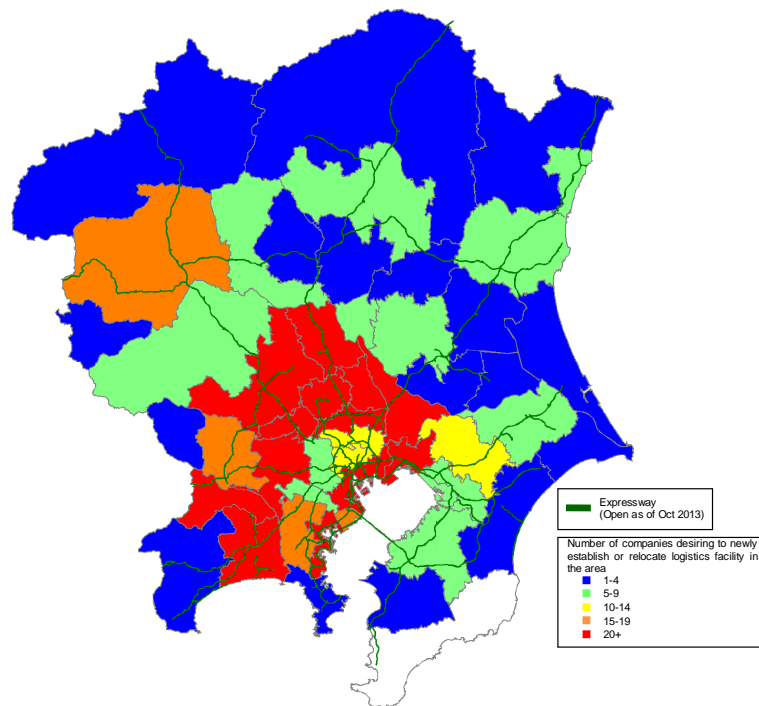 Expressway
(Open as of Oct 2013)
Number of companies desiring to newly
establish or relocate logistics facility in
the area
1-4
5-9
10-14
15-19
20+